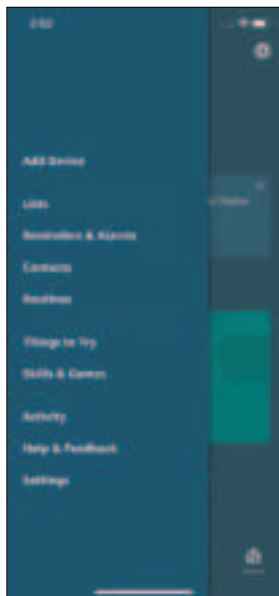 Add Device
Lists
Reminders & Alarms
Contacts
Routines
Things to Try
Skills & Games
Activity
Help & Feedback
Settings